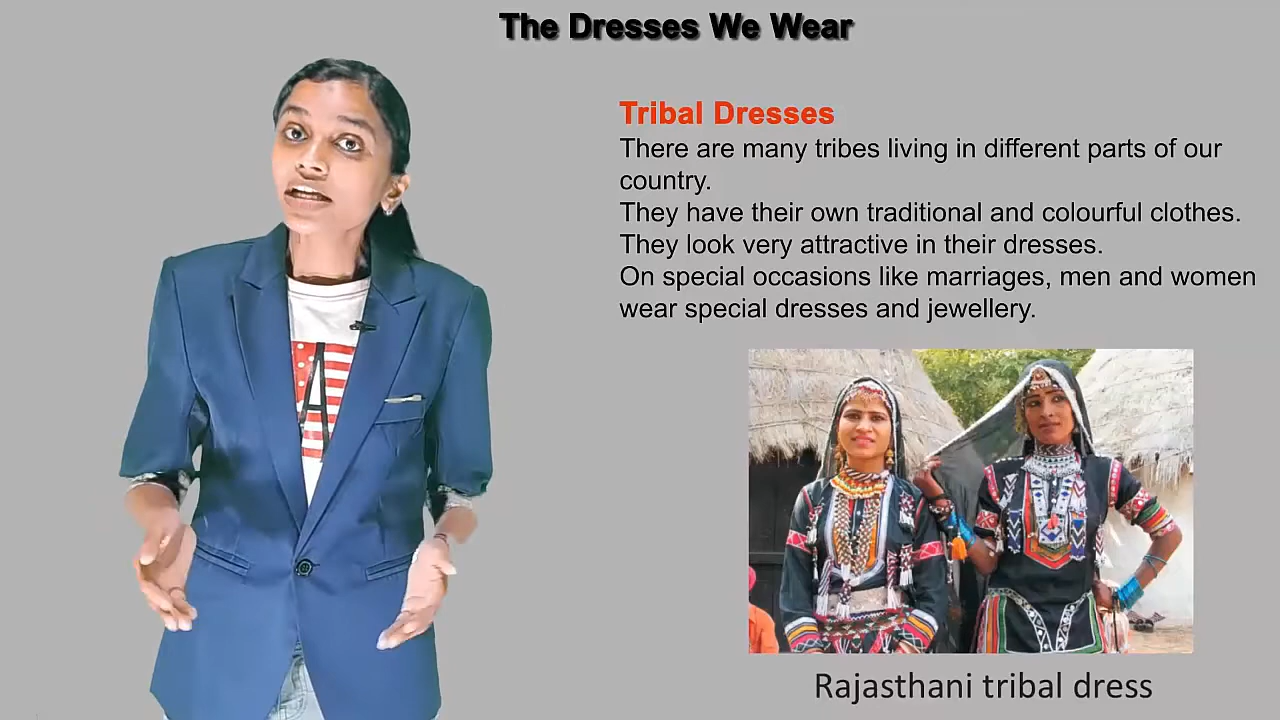 The Dresses We Wear
Tribal Dresses
There are many tribes living in different parts of our
country.
They have their own traditional and colourful clothes.
They look very attractive in their dresses.
On special occasions like marriages, men and women
wear special dresses and jewellery.
A
Rajasthani tribal dress